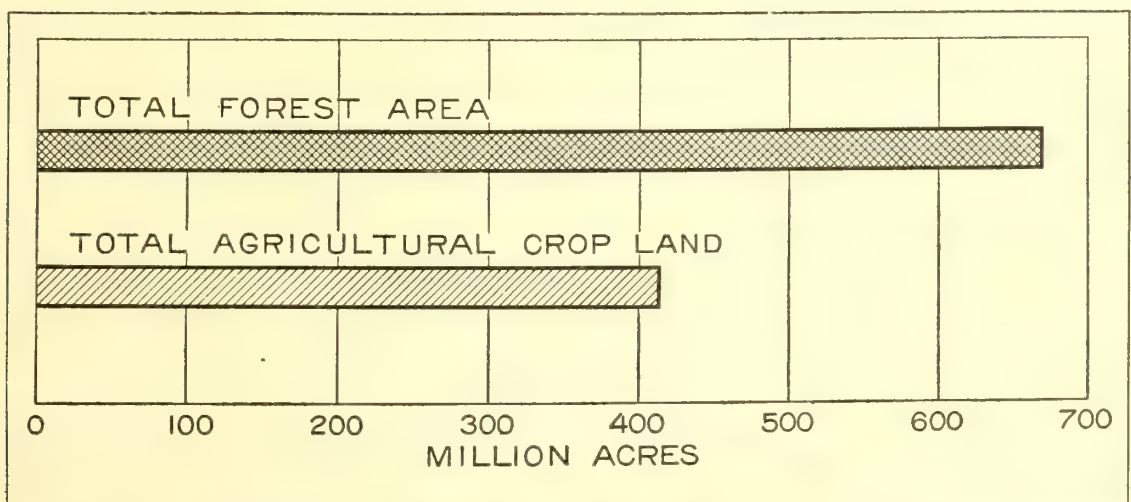 TOTAL FOREST AREA
TOTAL AGRICULTURAL CROP LAND
0 100 200 300 400 500 600 700
MILLION ACRES